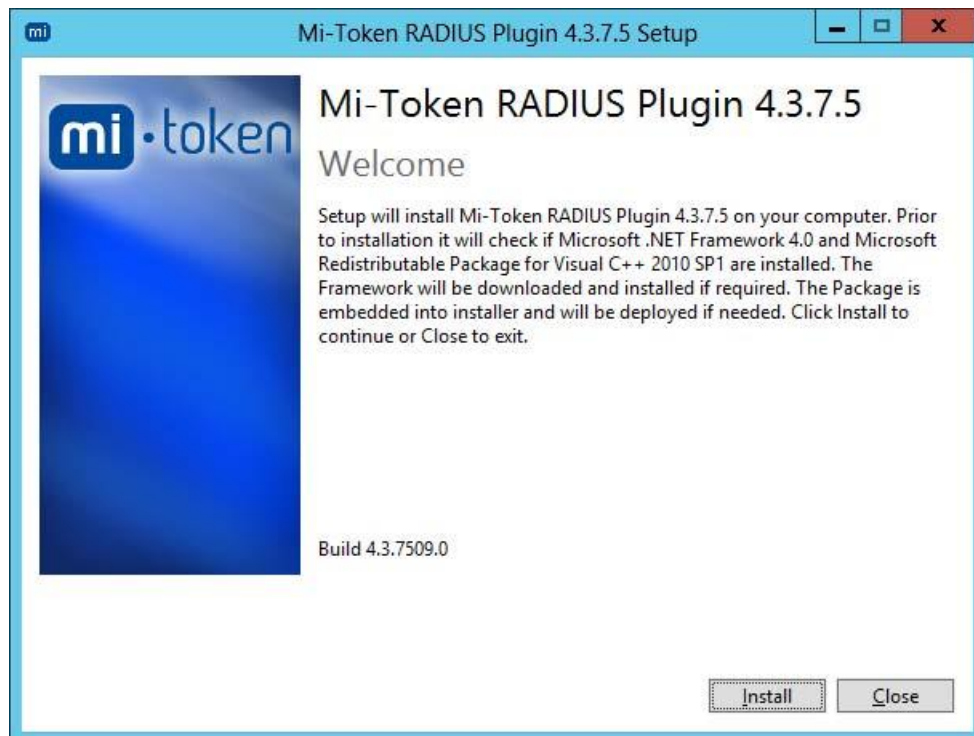 mi
Mi-Token RADIUS Plugin 4.3.7.5 Setup
mi·token
Mi-Token RADIUS Plugin 4.3.7.5
Welcome
Setup will install Mi-Token RADIUS Plugin 4.3.7.5 on your computer. Prior
to installation it will check if Microsoft .NET Framework 4.0 and Microsoft
Redistributable Package for Visual C++ 2010 SP1 are installed. The
Framework will be downloaded and installed if required. The Package is
embedded into installer and will be deployed if needed. Click Install to
continue or Close to exit.
Build 4.3.7509.0
Install
Close